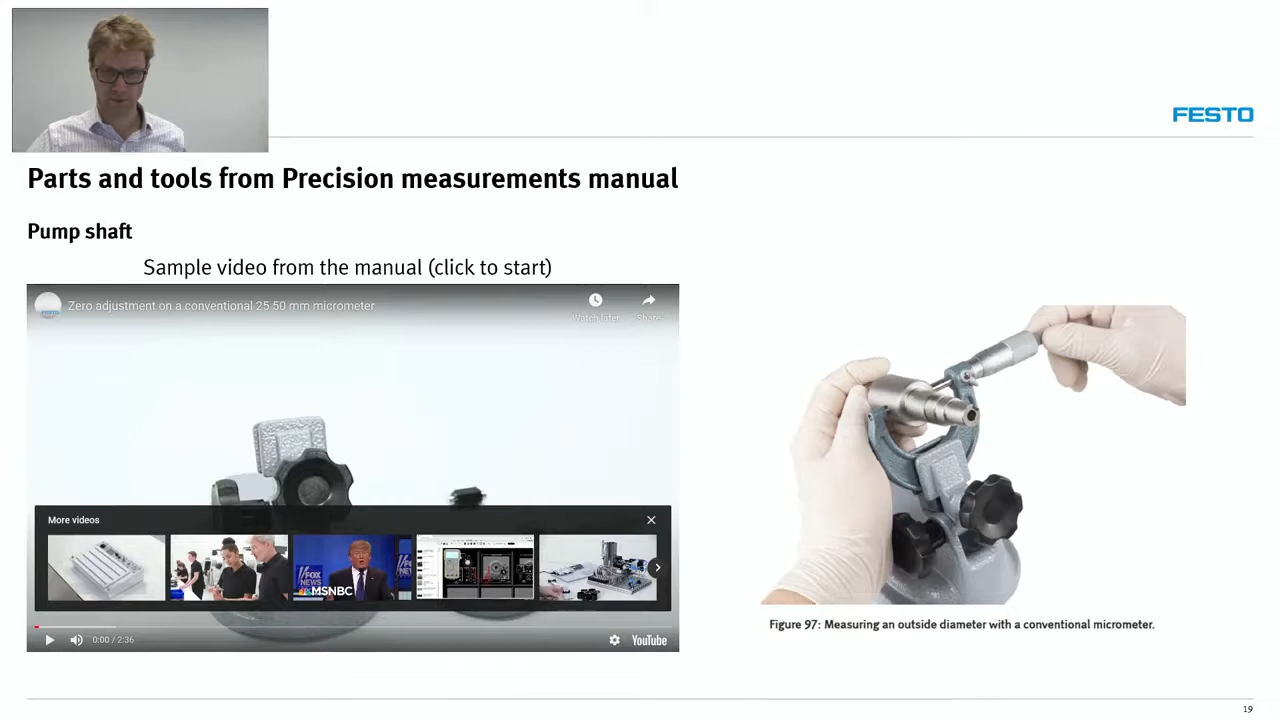 FESTO
Parts and tools from Precision measurements manual
Pump shaft
Sample video from the manual (click to start)
Zero adjustment on a conventional 25-50 mm micrometer
Watch later
Share
More videos
FOX
NEWS
MSNBC
0:00 / 2:36
YouTube
Figure 97: Measuring an outside diameter with a conventional micrometer.
19